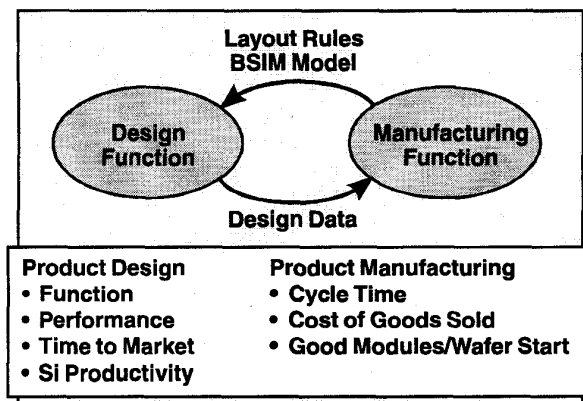 Layout Rules
BSIM Model
Design
Function
Manufacturing
Function
Design Data
Product Design
• Function
• Performance
• Time to Market
• Si Productivity
Product Manufacturing
• Cycle Time
• Cost of Goods Sold
• Good Modules/Wafer Start